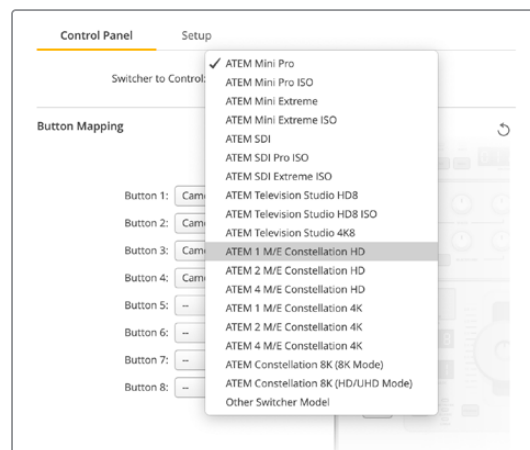 Control Panel Setup
Switcher to Control:
✓ ATEM Mini Pro
ATEM Mini Pro ISO
ATEM Mini Extreme
ATEM Mini Extreme ISO
ATEM SDI
ATEM SDI Pro ISO
ATEM SDI Extreme ISO
ATEM Television Studio HD8
ATEM Television Studio HD8 ISO
ATEM Television Studio 4K8
ATEM 1 M/E Constellation HD
ATEM 2 M/E Constellation HD
ATEM 4 M/E Constellation HD
ATEM 1 M/E Constellation 4K
ATEM 2 M/E Constellation 4K
ATEM 4 M/E Constellation 4K
ATEM Constellation 8K (8K Mode)
ATEM Constellation 8K (HD/UHD Mode)
Other Switcher Model
Button Mapping
Button 1: Cam
Button 2: Cam
Button 3: Cam
Button 4: Cam
Button 5: --
Button 6: --
Button 7: --
Button 8: --